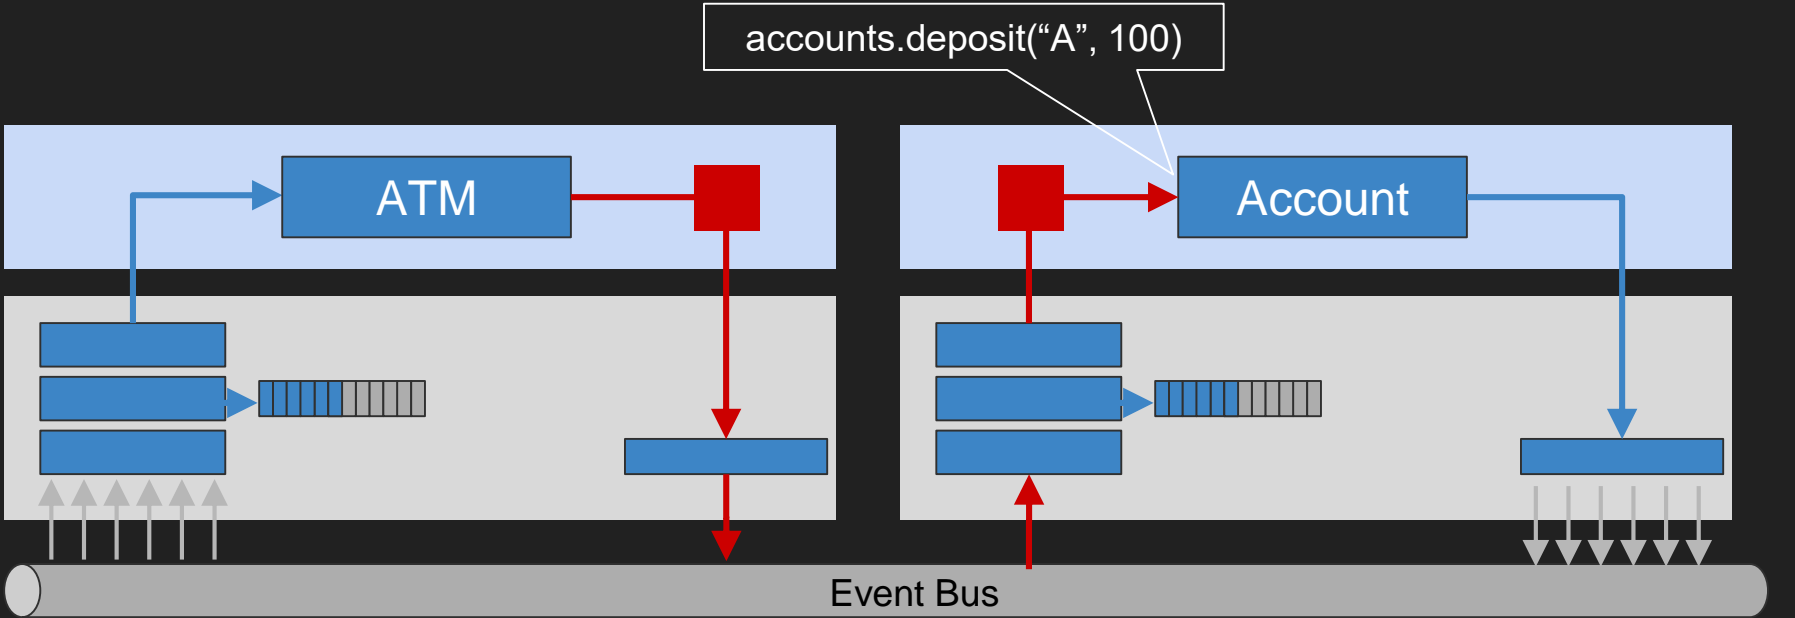 accounts.deposit(“A”, 100)
ATM
Account
Event Bus